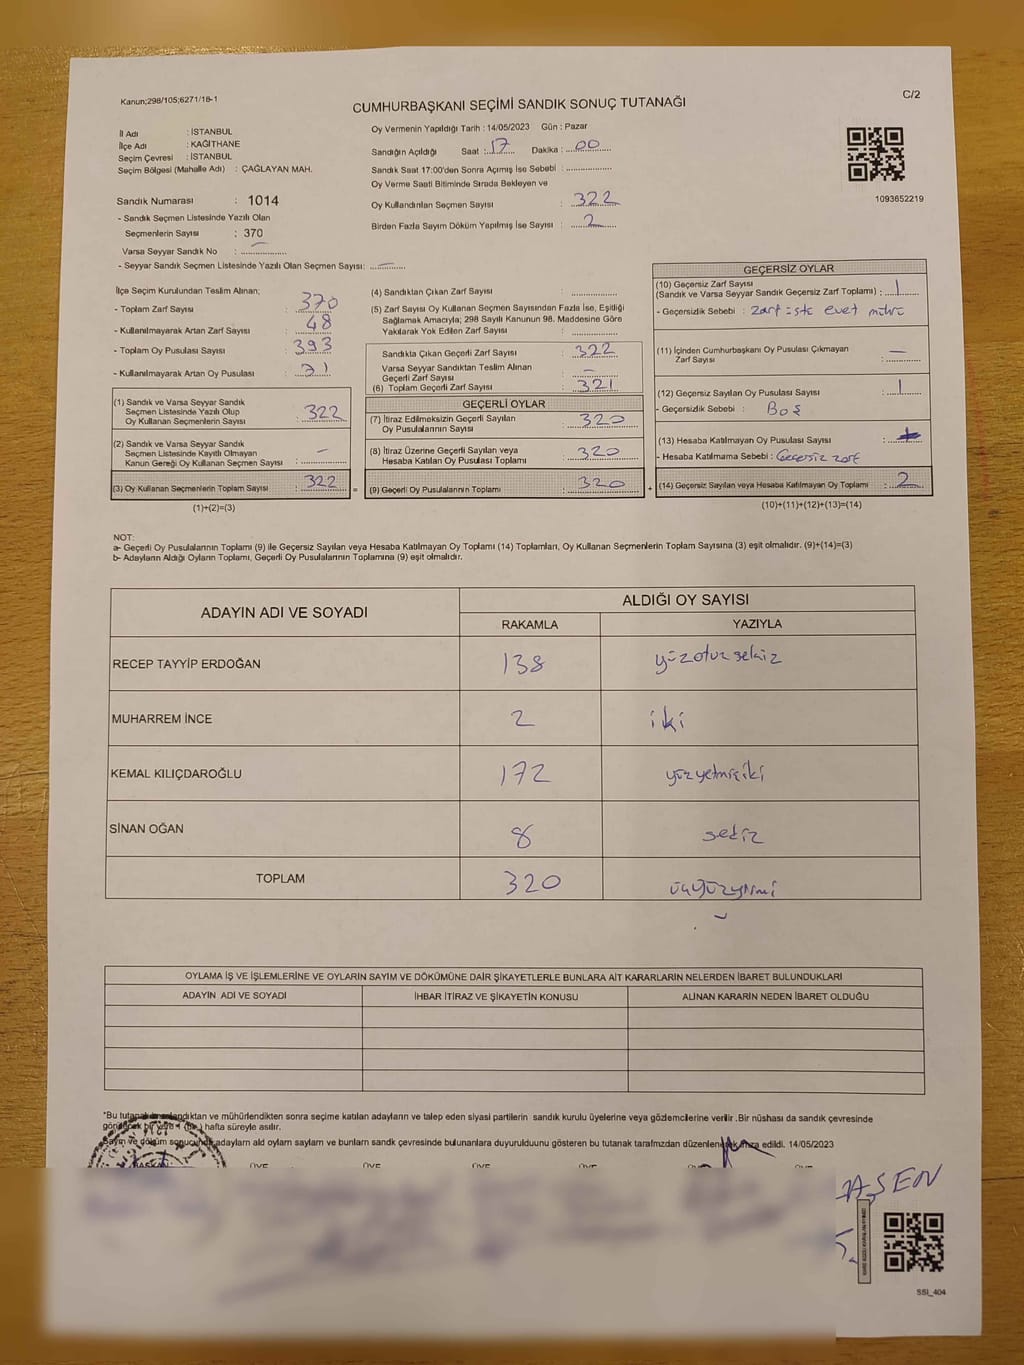 Kanun;298/105;6271/18-1
C/2
CUMHURBAŞKANI SEÇİMİ SANDIK SONUÇ TUTANAĞI
İl Adı : İSTANBUL
İlçe Adı : KAĞITHANE
Seçim Çevresi : İSTANBUL
Seçim Bölgesi (Mahalle Adı) : ÇAĞLAYAN MAH.
Oy Vermenin Yapıldığı Tarih : 14/05/2023 Gün : Pazar
Sandığın Açıldığı Saat : 17 Dakika : 00
Sandık Saat 17:00'den Sonra Açımış İse Sebebi :
Oy Verme Saati Bitiminde Sırada Bekleyen ve
Oy Kullandırılan Seçmen Sayısı : 322
Birden Fazla Sayım Döküm Yapılmış İse Sayısı : 2
1093652219
Sandık Numarası : 1014
- Sandık Seçmen Listesinde Yazılı Olan
Seçmenlerin Sayısı : 370
Varsa Seyyar Sandık No : —
- Seyyar Sandık Seçmen Listesinde Yazılı Olan Seçmen Sayısı: —
İlçe Seçim Kurulundan Teslim Alınan;
- Toplam Zarf Sayısı : 370
- Kullanılmayarak Artan Zarf Sayısı : 48
- Toplam Oy Pusulası Sayısı : 393
- Kullanılmayarak Artan Oy Pusulası : 71
(1) Sandık ve Varsa Seyyar Sandık
Seçmen Listesinde Yazılı Olup
Oy Kullanan Seçmenlerin Sayısı : 322
(2) Sandık ve Varsa Seyyar Sandık
Seçmen Listesinde Kayıtlı Olmayan
Kanun Gereği Oy Kullanan Seçmen Sayısı : —
(3) Oy Kullanan Seçmenlerin Toplam Sayısı : 322
(1)+(2)=(3)
(4) Sandıktan Çıkan Zarf Sayısı :
(5) Zarf Sayısı Oy Kullanan Seçmen Sayısından Fazla İse, Eşitliği
Sağlamak Amacıyla; 298 Sayılı Kanunun 98. Maddesine Göre
Yakılarak Yok Edilen Zarf Sayısı :
Sandıkta Çıkan Geçerli Zarf Sayısı : 322
Varsa Seyyar Sandıktan Teslim Alınan
Geçerli Zarf Sayısı : —
(6) Toplam Geçerli Zarf Sayısı : 321
GEÇERLİ OYLAR
(7) İtiraz Edilmeksizin Geçerli Sayılan
Oy Pusulalarının Sayısı : 320
(8) İtiraz Üzerine Geçerli Sayılan veya
Hesaba Katılan Oy Pusulası Toplamı : 320
= (9) Geçerli Oy Pusulalarının Toplamı : 320
GEÇERSİZ OYLAR
(10) Geçersiz Zarf Sayısı
(Sandık ve Varsa Seyyar Sandık Geçersiz Zarf Toplamı) : 1
- Geçersizlik Sebebi : Zarf üstü evet mührü
(11) İçinden Cumhurbaşkanı Oy Pusulası Çıkmayan
Zarf Sayısı : —
(12) Geçersiz Sayılan Oy Pusulası Sayısı : 1
- Geçersizlik Sebebi : Boş
(13) Hesaba Katılmayan Oy Pusulası Sayısı :
- Hesaba Katılmama Sebebi : Geçersiz zarf
+ (14) Geçersiz Sayılan veya Hesaba Katılmayan Oy Toplamı : 2
(10)+(11)+(12)+(13)=(14)
NOT:
a- Geçerli Oy Pusulalarının Toplamı (9) ile Geçersiz Sayılan veya Hesaba Katılmayan Oy Toplamı (14) Toplamları, Oy Kullanan Seçmenlerin Toplam Sayısına (3) eşit olmalıdır. (9)+(14)=(3)
b- Adayların Aldığı Oyların Toplamı, Geçerli Oy Pusulalarının Toplamına (9) eşit olmalıdır.
ADAYIN ADI VE SOYADI ALDIĞI OY SAYISI
RAKAMLA YAZIYLA
RECEP TAYYİP ERDOĞAN 138 yüzotuzsekiz
MUHARREM İNCE 2 iki
KEMAL KILIÇDAROĞLU 172 yüzyetmişiki
SİNAN OĞAN 8 sekiz
TOPLAM 320 üçyüzyirmi
OYLAMA İŞ VE İŞLEMLERİNE VE OYLARIN SAYIM VE DÖKÜMÜNE DAİR ŞİKAYETLERLE BUNLARA AİT KARARLARIN NELERDEN İBARET BULUNDUKLARI
ADAYIN ADI VE SOYADI İHBAR İTİRAZ VE ŞİKAYETİN KONUSU ALINAN KARARIN NEDEN İBARET OLDUĞU
*Bu tutanak imzalandıktan ve mühürlendikten sonra seçime katılan adayların ve talep eden siyasi partilerin sandık kurulu üyelerine veya gözlemcilerine verilir .Bir nüshası da sandık çevresinde
görülecek bir yere 1 (bir) hafta süreyle asılır.
Sayım ve döküm sonucunda,adayların ald oyların sayların ve bunların sandık çevresinde bulunanlara duyurulduunu gösteren bu tutanak tarafmzdan düzenlenerek imza edildi. 14/05/2023
BAŞKAN ÜYE ÜYE ÜYE ÜYE
AŞEN
SSİ_404